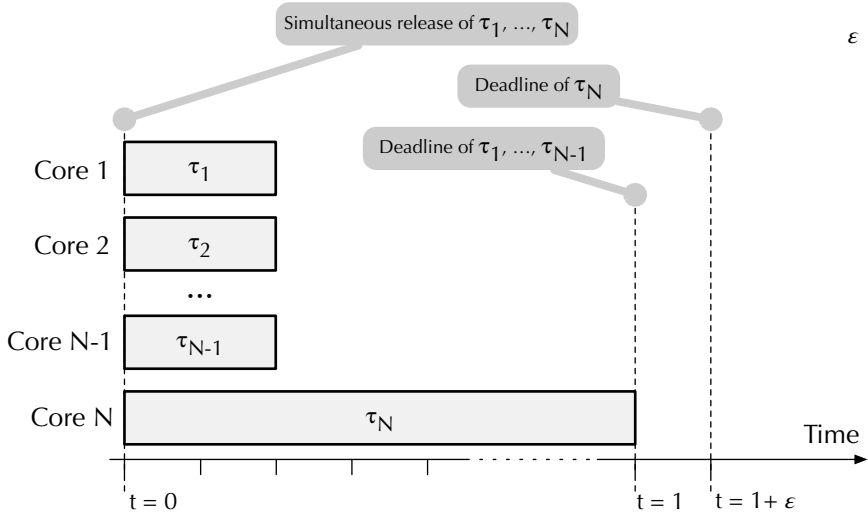 Simultaneous release of τ1, ..., τN
ε
Deadline of τN
Deadline of τ1, ..., τN-1
Core 1
τ1
Core 2
τ2
...
Core N-1
τN-1
Core N
τN
Time
t = 0
t = 1
t = 1+ ε